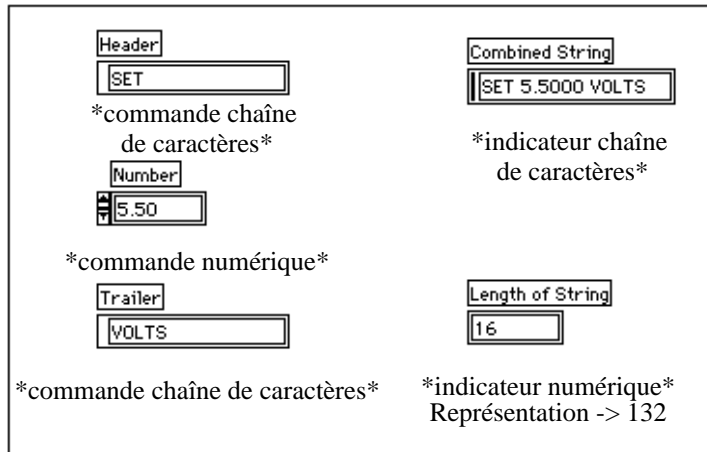 Header
SET
*commande chaîne
de caractères*
Number
5.50
*commande numérique*
Trailer
VOLTS
*commande chaîne de caractères*
Combined String
SET 5.5000 VOLTS
*indicateur chaîne
de caractères*
Length of String
16
*indicateur numérique*
Représentation -> 132